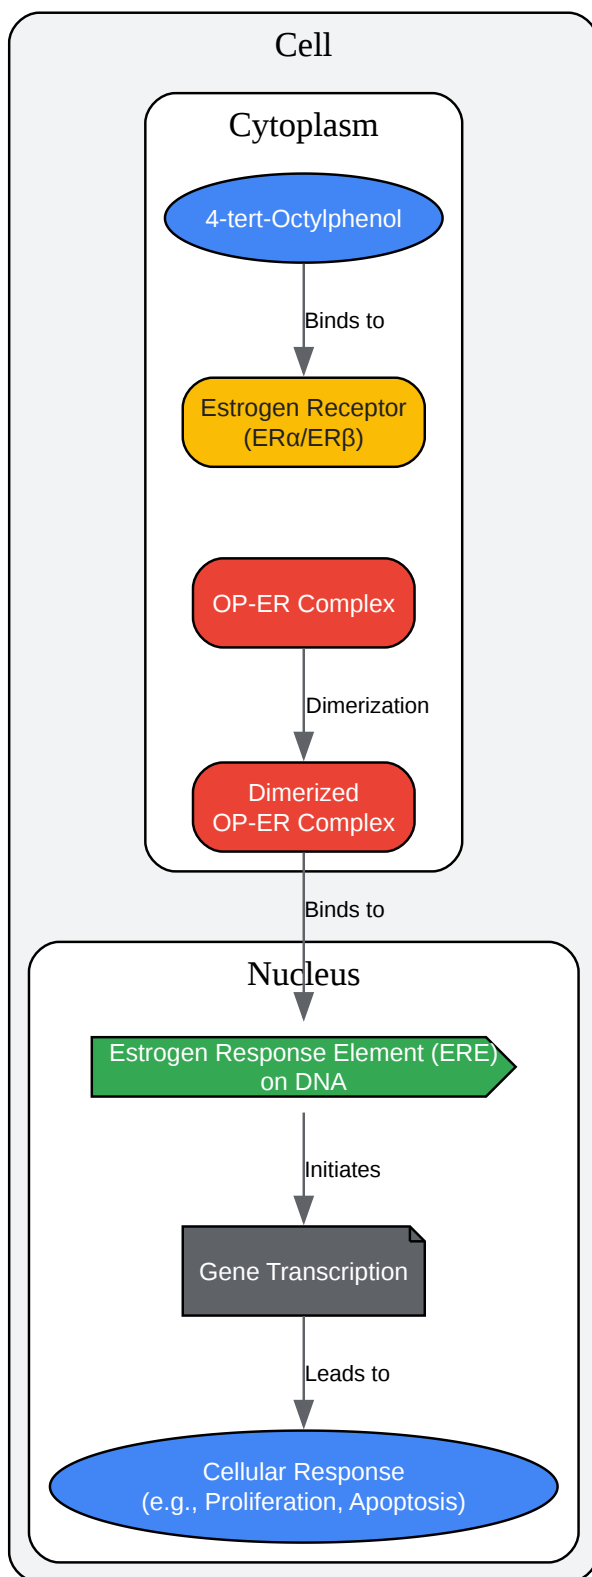 Cell
Cytoplasm
4-tert-Octylphenol
Binds to
Estrogen Receptor
(ERα/ERβ)
OP-ER Complex
Dimerization
Dimerized
OP-ER Complex
Binds to
Nucleus
Estrogen Response Element (ERE)
on DNA
Initiates
Gene Transcription
Leads to
Cellular Response
(e.g., Proliferation, Apoptosis)